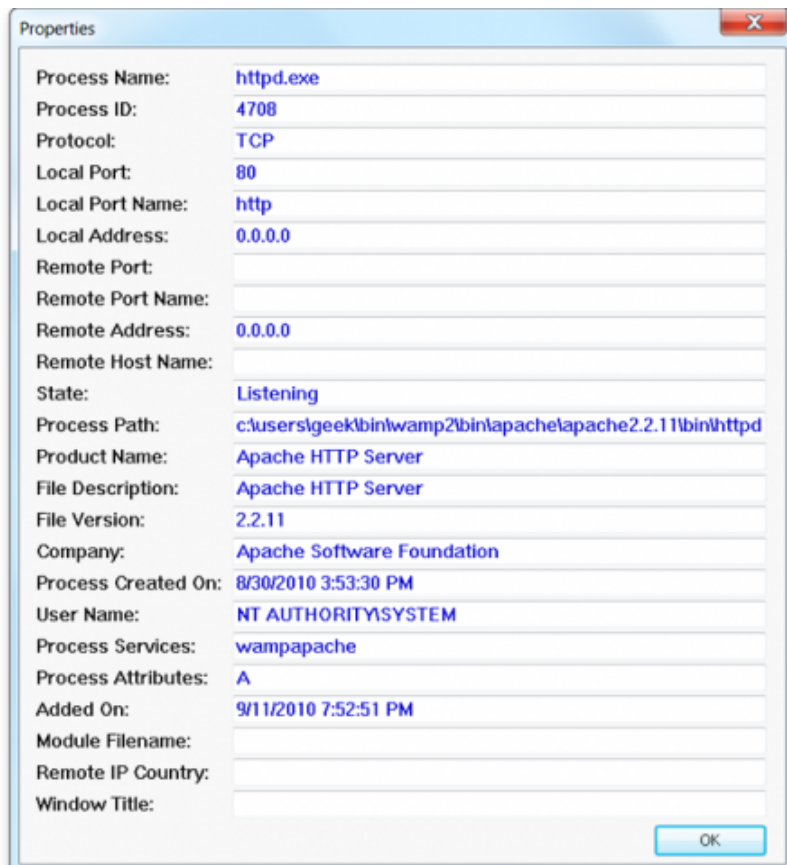 Properties
Process Name: httpd.exe
Process ID: 4708
Protocol: TCP
Local Port: 80
Local Port Name: http
Local Address: 0.0.0.0
Remote Port:
Remote Port Name:
Remote Address: 0.0.0.0
Remote Host Name:
State: Listening
Process Path: c:\users\geek\bin\wamp2\bin\apache\apache2.2.11\bin\httpd
Product Name: Apache HTTP Server
File Description: Apache HTTP Server
File Version: 2.2.11
Company: Apache Software Foundation
Process Created On: 8/30/2010 3:53:30 PM
User Name: NT AUTHORITY\SYSTEM
Process Services: wampapache
Process Attributes: A
Added On: 9/11/2010 7:52:51 PM
Module Filename:
Remote IP Country:
Window Title:
OK